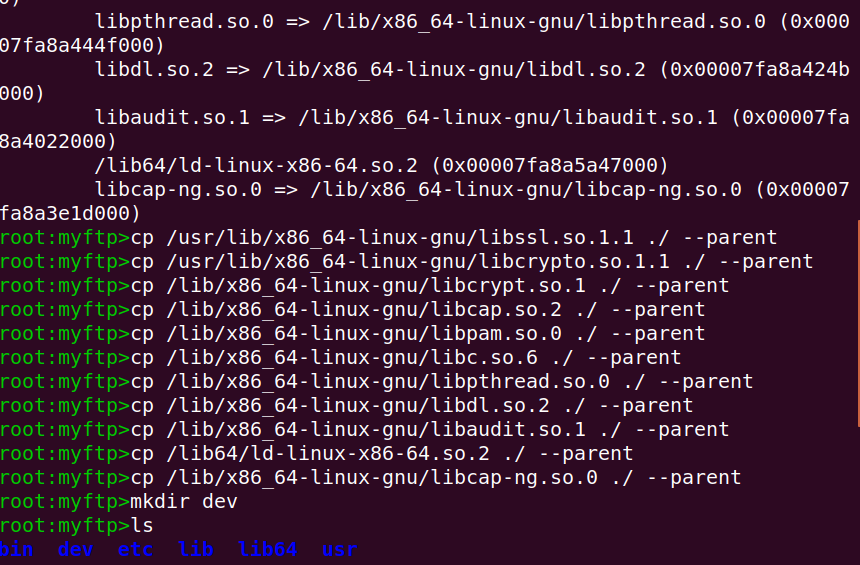 0)
        libpthread.so.0 => /lib/x86_64-linux-gnu/libpthread.so.0 (0x000
07fa8a444f000)
        libdl.so.2 => /lib/x86_64-linux-gnu/libdl.so.2 (0x00007fa8a424b
000)
        libaudit.so.1 => /lib/x86_64-linux-gnu/libaudit.so.1 (0x00007fa
8a4022000)
        /lib64/ld-linux-x86-64.so.2 (0x00007fa8a5a47000)
        libcap-ng.so.0 => /lib/x86_64-linux-gnu/libcap-ng.so.0 (0x00007
fa8a3e1d000)
root:myftp>cp /usr/lib/x86_64-linux-gnu/libssl.so.1.1 ./ --parent
root:myftp>cp /usr/lib/x86_64-linux-gnu/libcrypto.so.1.1 ./ --parent
root:myftp>cp /lib/x86_64-linux-gnu/libcrypt.so.1 ./ --parent
root:myftp>cp /lib/x86_64-linux-gnu/libcap.so.2 ./ --parent
root:myftp>cp /lib/x86_64-linux-gnu/libpam.so.0 ./ --parent
root:myftp>cp /lib/x86_64-linux-gnu/libc.so.6 ./ --parent
root:myftp>cp /lib/x86_64-linux-gnu/libpthread.so.0 ./ --parent
root:myftp>cp /lib/x86_64-linux-gnu/libdl.so.2 ./ --parent
root:myftp>cp /lib/x86_64-linux-gnu/libaudit.so.1 ./ --parent
root:myftp>cp /lib64/ld-linux-x86-64.so.2 ./ --parent
root:myftp>cp /lib/x86_64-linux-gnu/libcap-ng.so.0 ./ --parent
root:myftp>mkdir dev
root:myftp>ls
bin  dev  etc  lib  lib64  usr